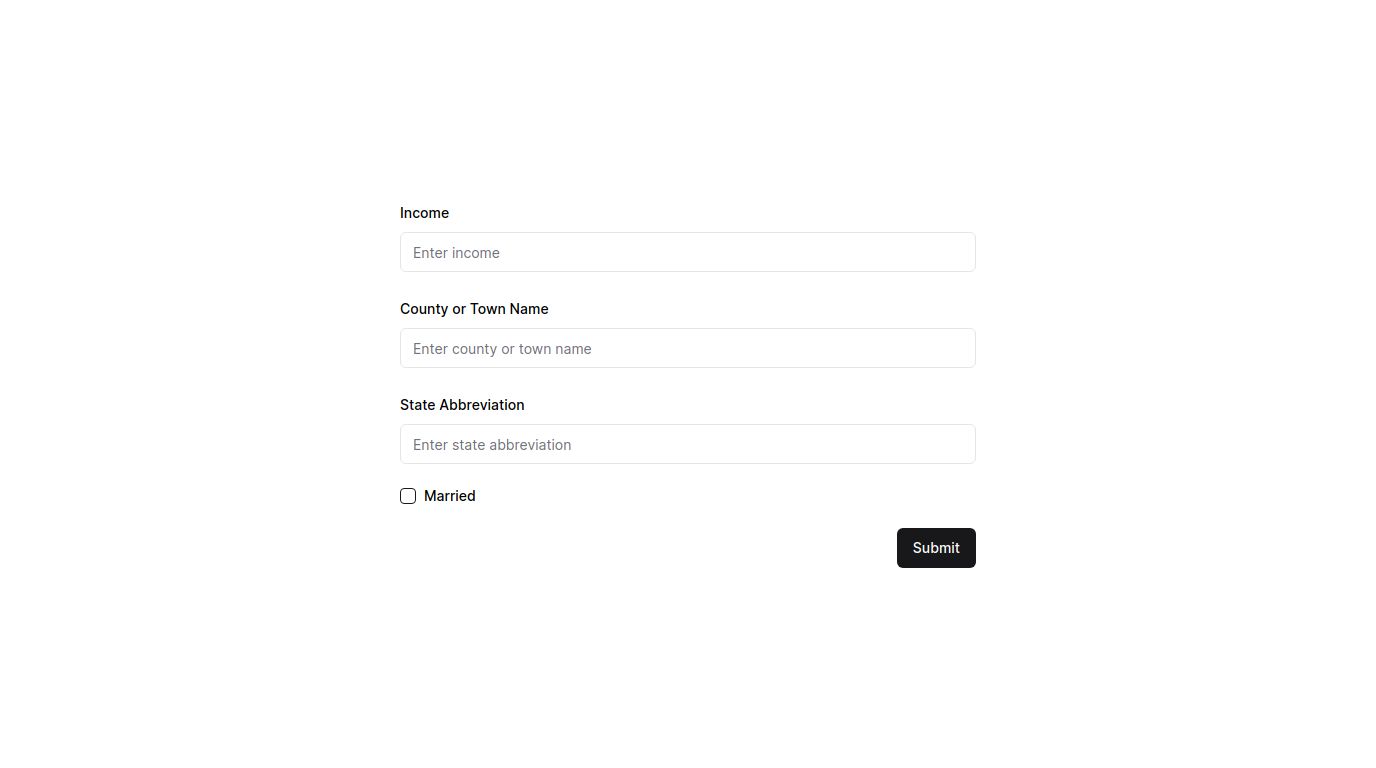 Income
Enter income
County or Town Name
Enter county or town name
State Abbreviation
Enter state abbreviation
Married
Submit